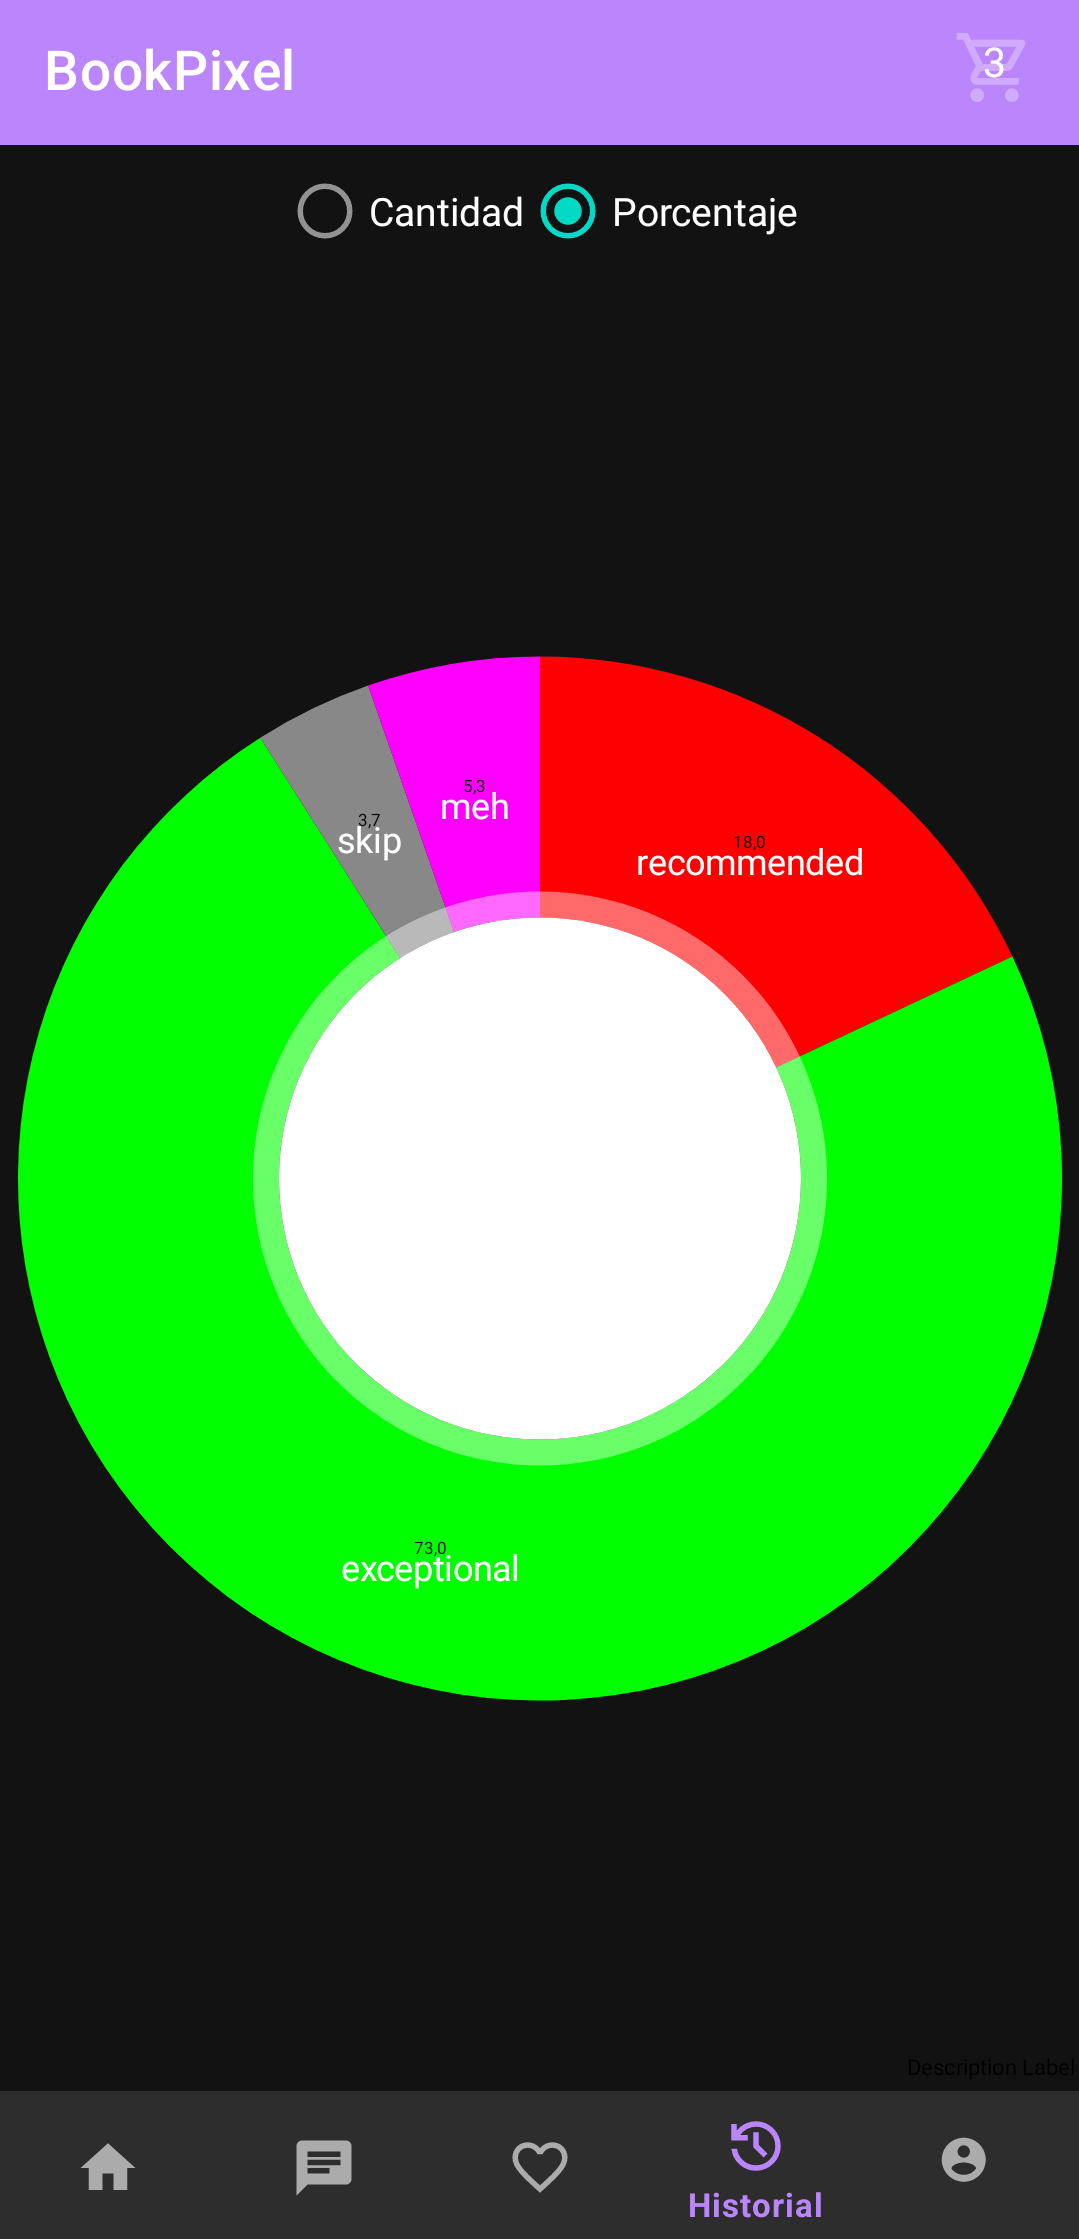 BookPixel
3
Cantidad
Porcentaje
5,3
meh
3,7
skip
18,0
recommended
73,0
exceptional
Description Label
Historial